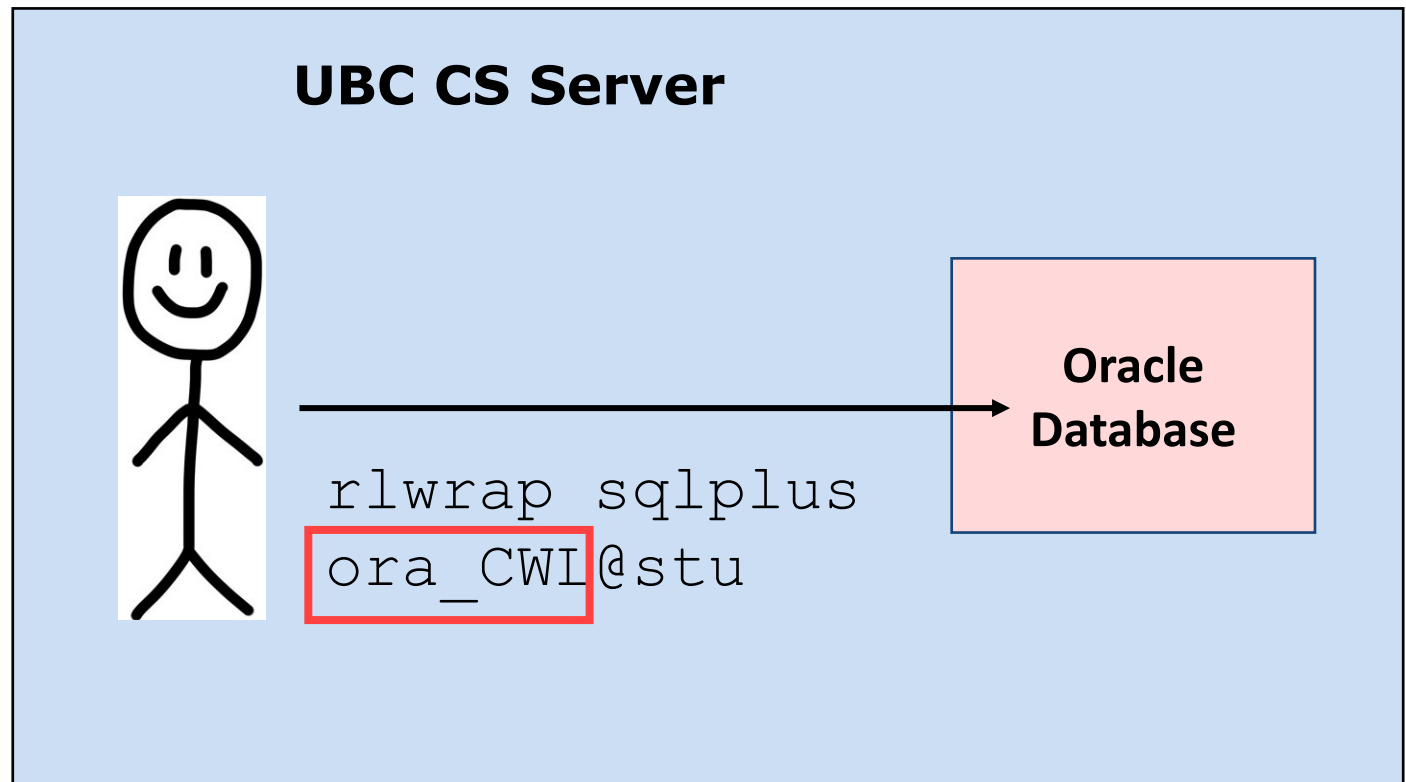 UBC CS Server
Oracle
Database
rlwrap sqlplus
ora_CWL@stu